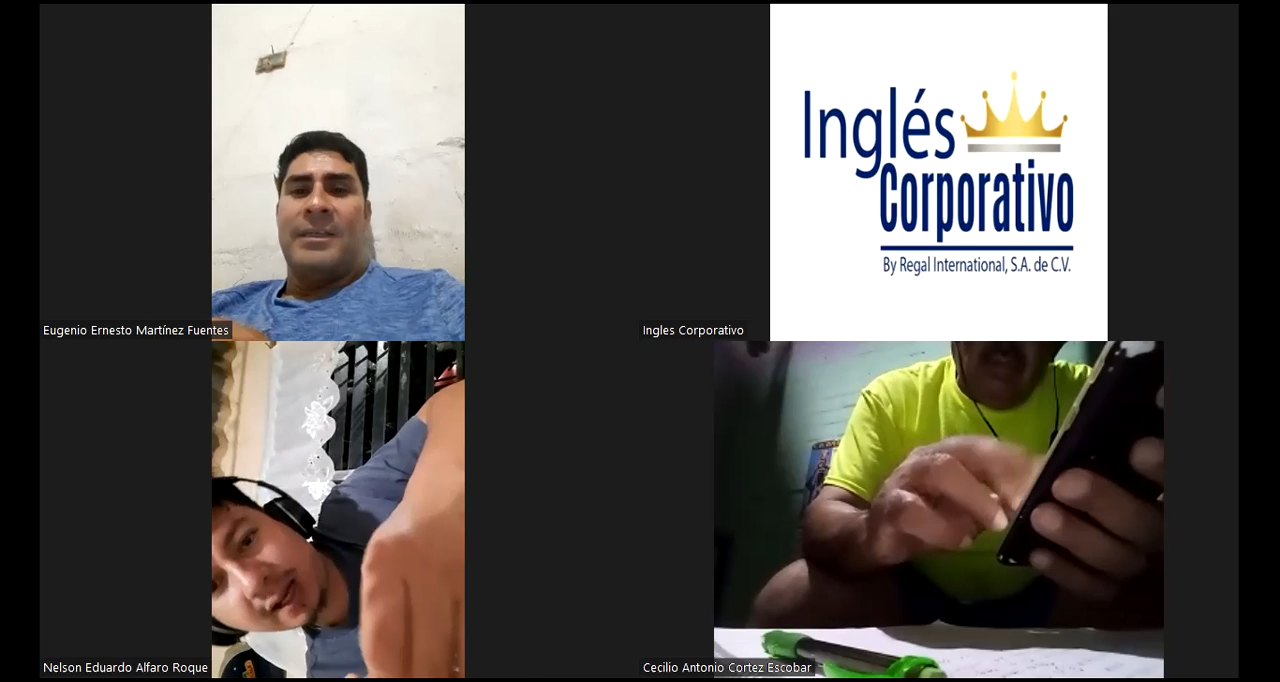 Inglés
Corporativo
By Regal International, S.A. de C.V.
Eugenio Ernesto Martínez Fuentes
Ingles Corporativo
Nelson Eduardo Alfaro Roque
Cecilio Antonio Cortez Escobar